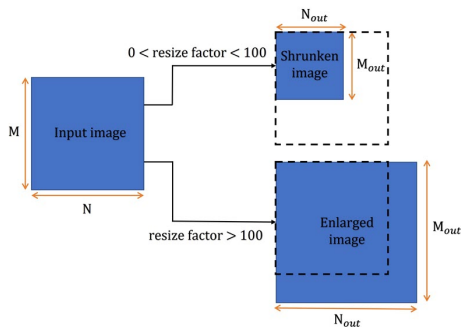 N_out
0 < resize factor < 100
Shrunken
image
M_out
M
Input image
N
resize factor > 100
Enlarged
image
M_out
N_out